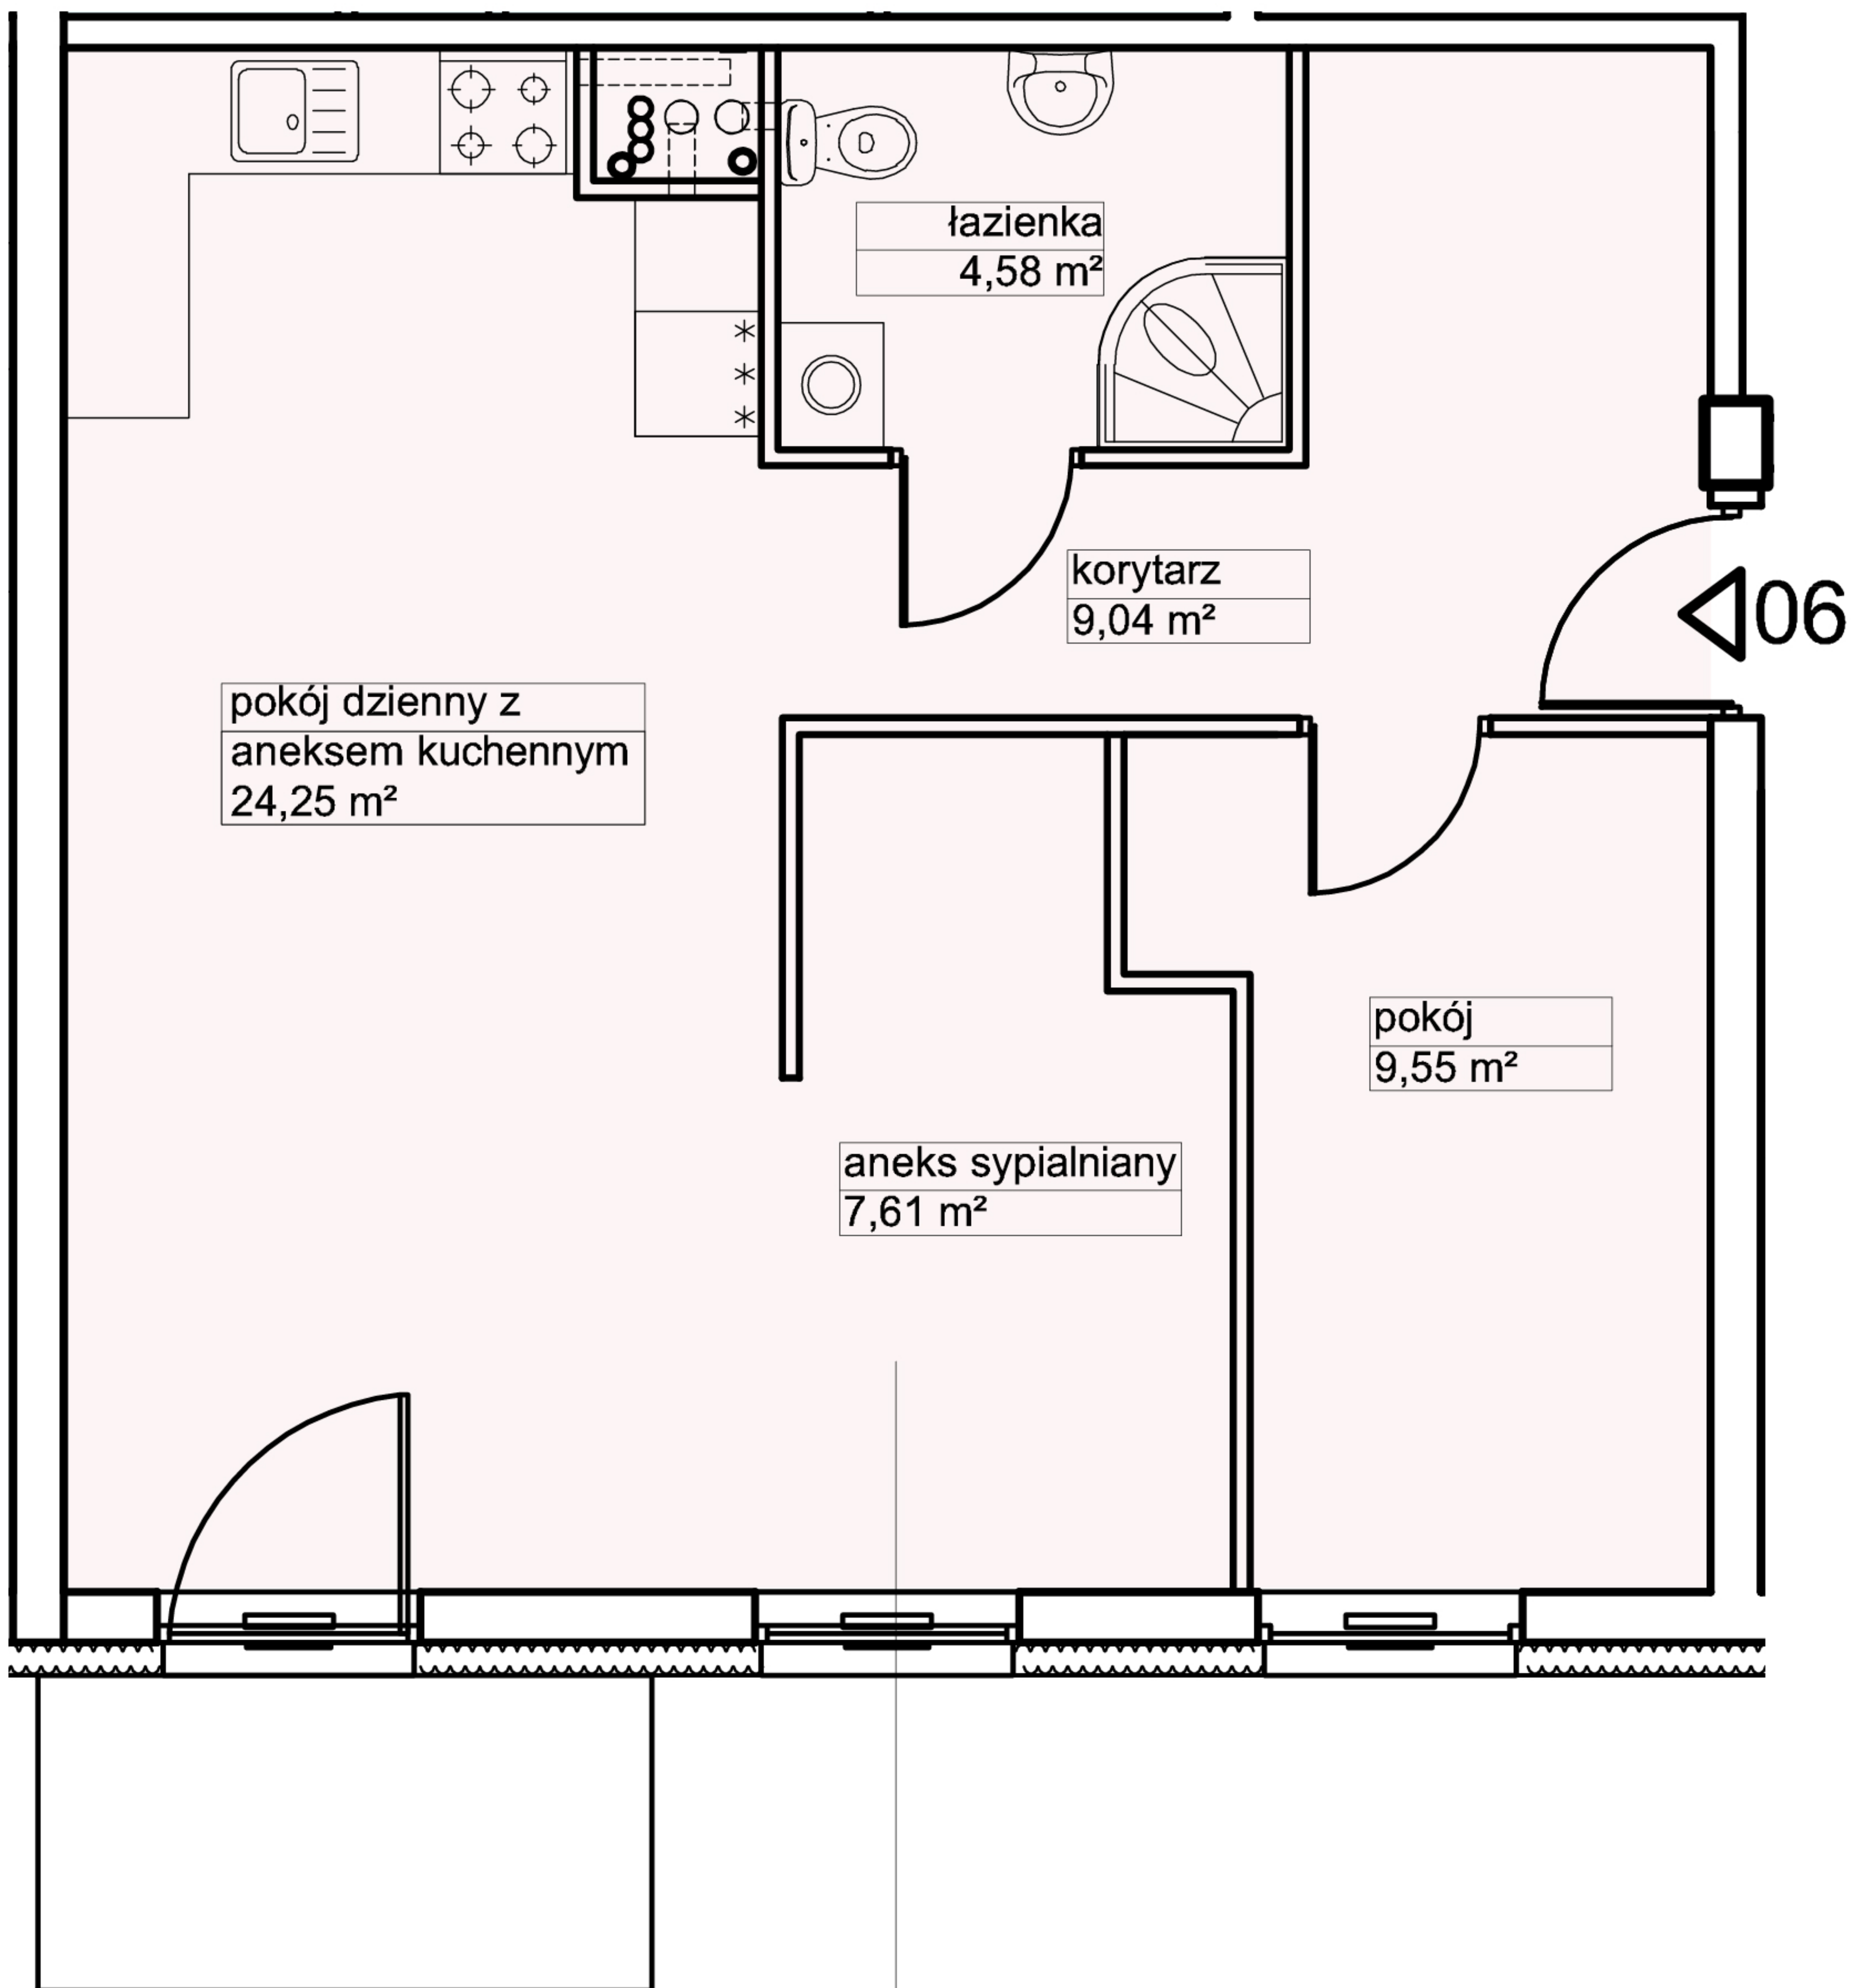 łazienka
4,58 m²
korytarz
9,04 m²
06
pokój dzienny z
aneksem kuchennym
24,25 m²
pokój
9,55 m²
aneks sypialniany
7,61 m²